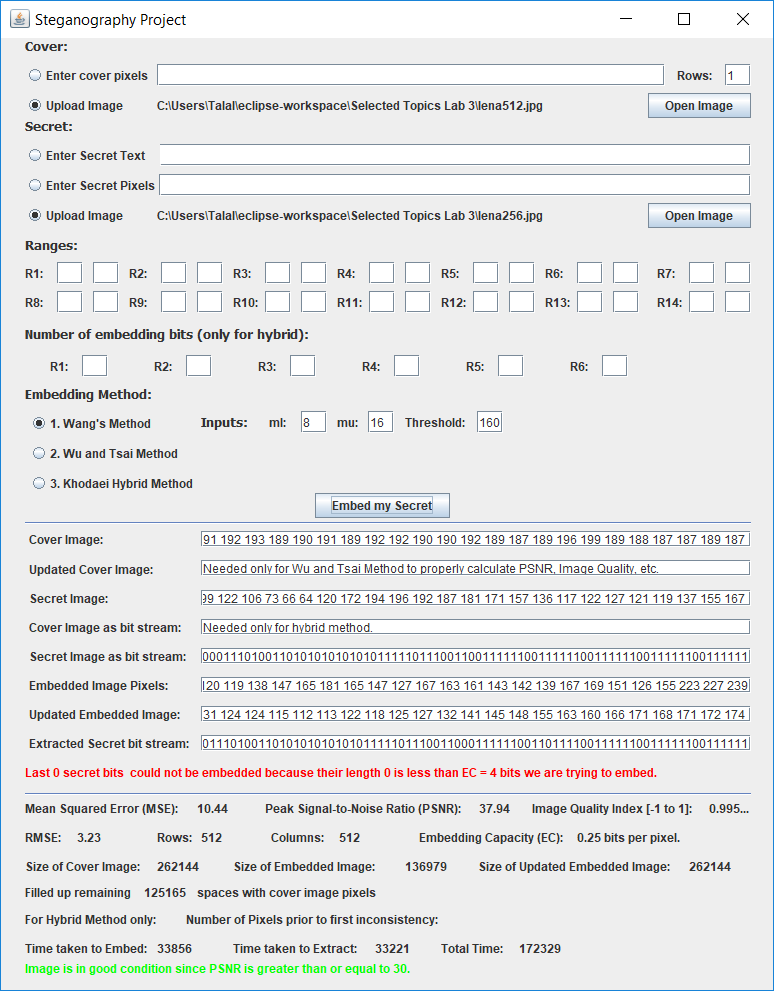 Steganography Project
Cover:
Enter cover pixels Rows: 1
Upload Image C:\Users\Talal\eclipse-workspace\Selected Topics Lab 3\lena512.jpg Open Image
Secret:
Enter Secret Text
Enter Secret Pixels
Upload Image C:\Users\Talal\eclipse-workspace\Selected Topics Lab 3\lena256.jpg Open Image
Ranges:
R1: R2: R3: R4: R5: R6: R7:
R8: R9: R10: R11: R12: R13: R14:
Number of embedding bits (only for hybrid):
R1: R2: R3: R4: R5: R6:
Embedding Method:
1. Wang's Method Inputs: ml: 8 mu: 16 Threshold: 160
2. Wu and Tsai Method
3. Khodaei Hybrid Method
Embed my Secret
Cover Image: 91 192 193 189 190 191 189 192 192 190 190 192 189 187 189 196 199 189 188 187 187 189 187
Updated Cover Image: Needed only for Wu and Tsai Method to properly calculate PSNR, Image Quality, etc.
Secret Image: 99 122 106 73 66 64 120 172 194 196 192 187 181 171 157 136 117 122 127 121 119 137 155 167
Cover Image as bit stream: Needed only for hybrid method.
Secret Image as bit stream:
Embedded Image Pixels: 120 119 138 147 165 181 165 147 127 167 163 161 143 142 139 167 169 151 126 155 223 227 239
Updated Embedded Image: 31 124 124 115 112 113 122 118 125 127 132 141 145 148 155 163 160 166 171 168 171 172 174
Extracted Secret bit stream:
Last 0 secret bits could not be embedded because their length 0 is less than EC = 4 bits we are trying to embed.
Mean Squared Error (MSE): 10.44 Peak Signal-to-Noise Ratio (PSNR): 37.94 Image Quality Index [-1 to 1]: 0.995...
RMSE: 3.23 Rows: 512 Columns: 512 Embedding Capacity (EC): 0.25 bits per pixel.
Size of Cover Image: 262144 Size of Embedded Image: 136979 Size of Updated Embedded Image: 262144
Filled up remaining 125165 spaces with cover image pixels
For Hybrid Method only: Number of Pixels prior to first inconsistency:
Time taken to Embed: 33856 Time taken to Extract: 33221 Total Time: 172329
Image is in good condition since PSNR is greater than or equal to 30.